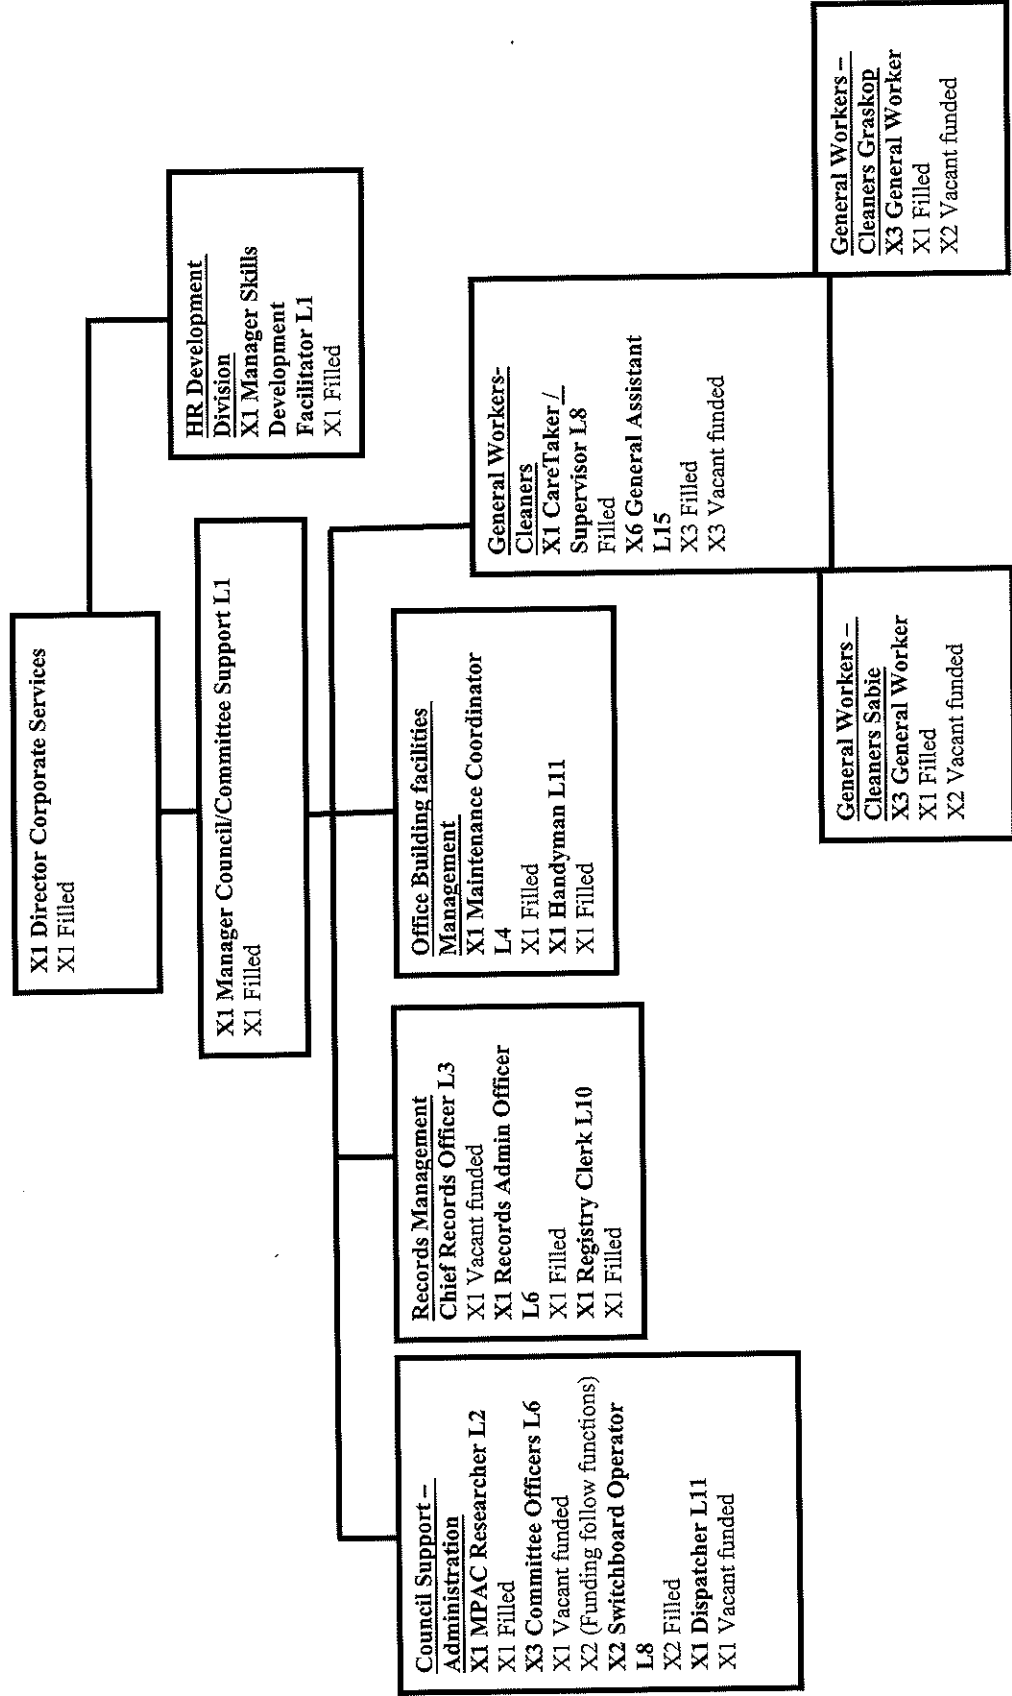 X1 Director Corporate Services
X1 Filled
X1 Manager Council/Committee Support L1
X1 Filled
HR Development
Division
X1 Manager Skills
Development
Facilitator L1
X1 Filled
Council Support –
Administration
X1 MPAC Researcher L2
X1 Filled
X3 Committee Officers L6
X1 Vacant funded
X2 (Funding follow functions)
X2 Switchboard Operator
L8
X2 Filled
X1 Dispatcher L11
X1 Vacant funded
Records Management
Chief Records Officer L3
X1 Vacant funded
X1 Records Admin Officer
L6
X1 Filled
X1 Registry Clerk L10
X1 Filled
Office Building facilities
Management
X1 Maintenance Coordinator
L4
X1 Filled
X1 Handyman L11
X1 Filled
General Workers-
Cleaners
X1 CareTaker /
Supervisor L8
Filled
X6 General Assistant
L15
X3 Filled
X3 Vacant funded
General Workers –
Cleaners Sabie
X3 General Worker
X1 Filled
X2 Vacant funded
General Workers –
Cleaners Graskop
X3 General Worker
X1 Filled
X2 Vacant funded